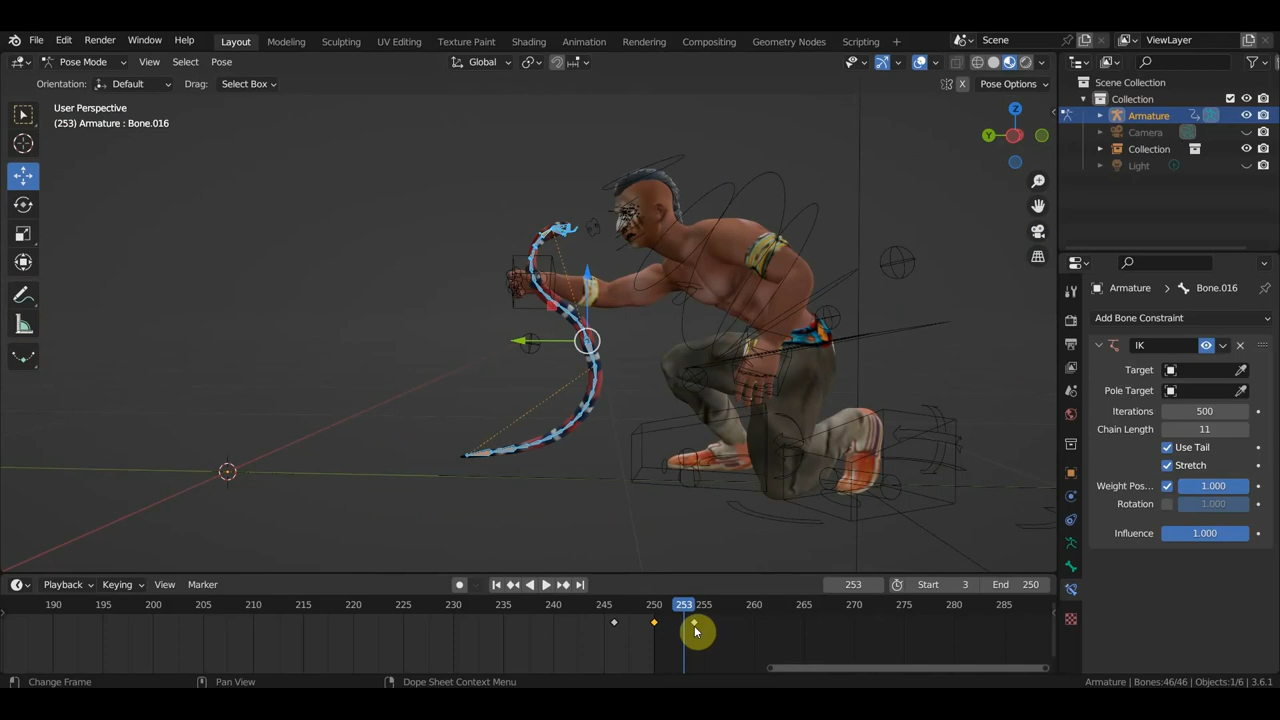 File Edit Render Window Help Layout Modeling Sculpting UV Editing Texture Paint Shading Animation Rendering Compositing Geometry Nodes Scripting + Scene ViewLayer
Pose Mode View Select Pose Global
Orientation: Default Drag: Select Box X Pose Options
User Perspective
(253) Armature : Bone.016
Z
Y
Scene Collection
Collection
Armature
Camera
Collection
Light
Armature > Bone.016
Add Bone Constraint
IK
Target
Pole Target
Iterations 500
Chain Length 11
Use Tail
Stretch
Weight Pos... 1.000
Rotation 1.000
Influence 1.000
Playback Keying View Marker 253 Start 3 End 250
190 195 200 205 210 215 220 225 230 235 240 245 250 253 255 260 265 270 275 280 285
Change Frame Pan View Dope Sheet Context Menu Armature | Bones:46/46 | Objects:1/6 | 3.6.1